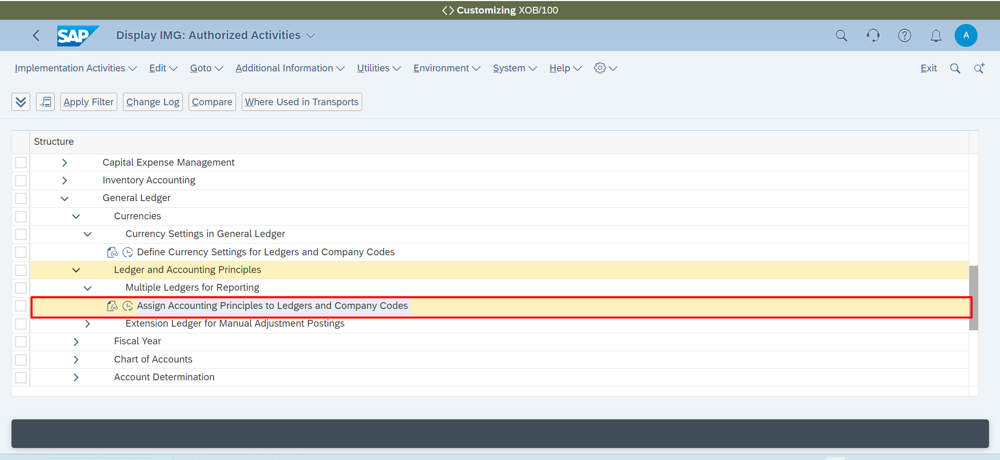 Customizing XOB/100
SAP Display IMG: Authorized Activities A
Implementation Activities Edit Goto Additional Information Utilities Environment System Help Exit
Apply Filter Change Log Compare Where Used in Transports
Structure
Capital Expense Management
Inventory Accounting
General Ledger
Currencies
Currency Settings in General Ledger
Define Currency Settings for Ledgers and Company Codes
Ledger and Accounting Principles
Multiple Ledgers for Reporting
Assign Accounting Principles to Ledgers and Company Codes
Extension Ledger for Manual Adjustment Postings
Fiscal Year
Chart of Accounts
Account Determination